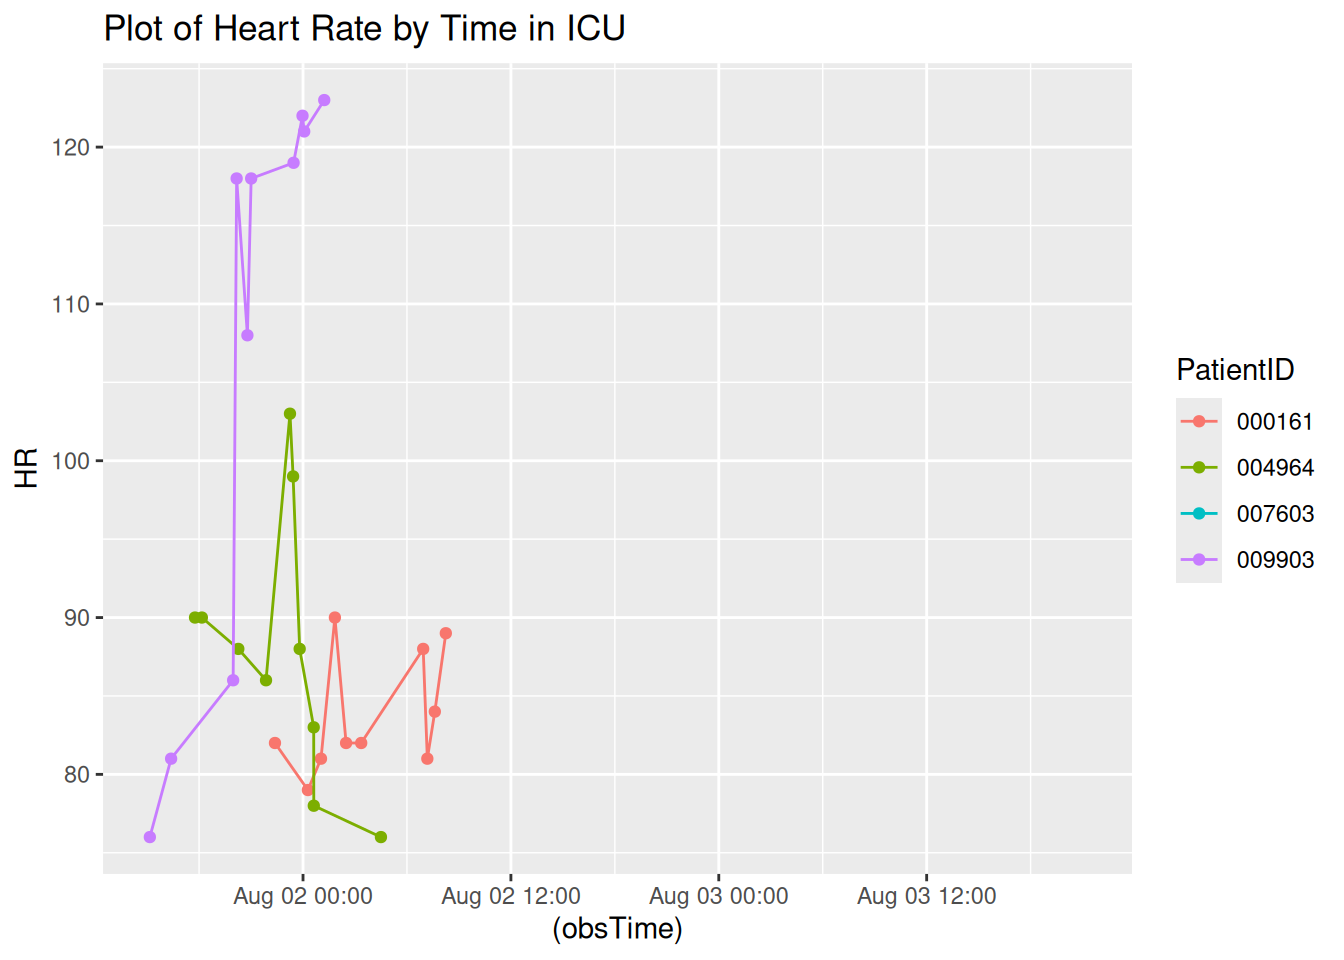 Plot of Heart Rate by Time in ICU
120
110
100
90
80
HR
Aug 02 00:00
Aug 02 12:00
Aug 03 00:00
Aug 03 12:00
(obsTime)
PatientID
000161
004964
007603
009903